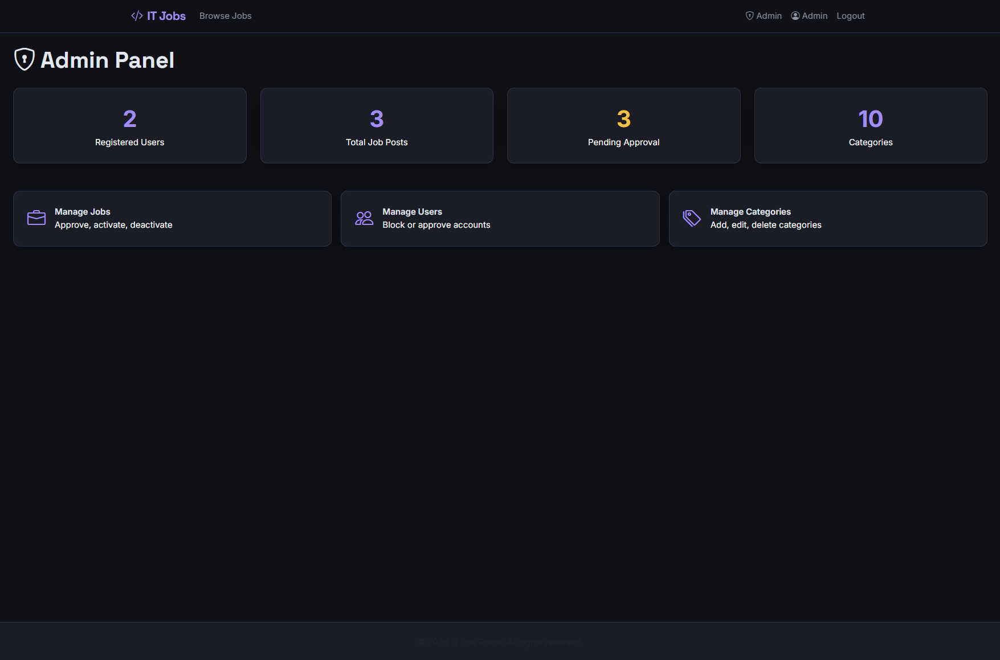 IT Jobs Browse Jobs Admin Admin Logout
Admin Panel
2
Registered Users
3
Total Job Posts
3
Pending Approval
10
Categories
Manage Jobs
Approve, activate, deactivate
Manage Users
Block or approve accounts
Manage Categories
Add, edit, delete categories
IT Job Portal. All rights reserved.